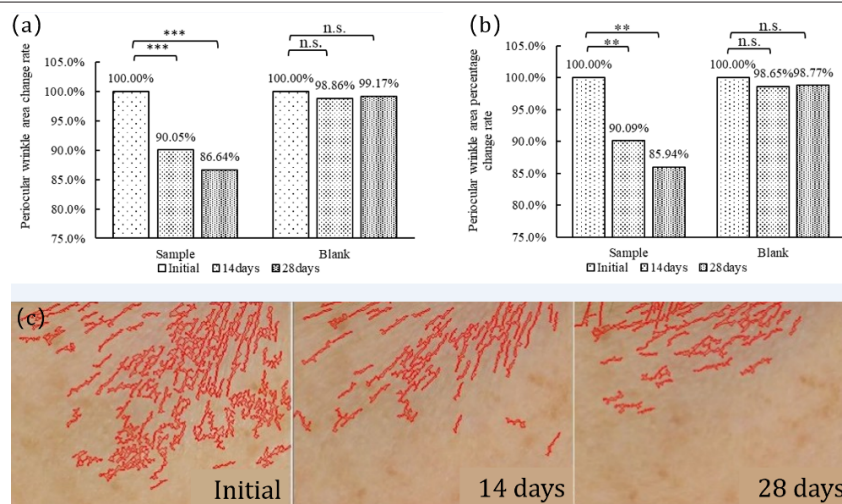 (a)
***
***
n.s.
n.s.
Periocular wrinkle area change rate
105.0%
100.0%
95.0%
90.0%
85.0%
80.0%
75.0%
100.00%
90.05%
86.64%
100.00%
98.86%
99.17%
Sample
Blank
Initial
14days
28days
(b)
**
**
n.s.
n.s.
Periocular wrinkle area percentage
change rate
105.0%
100.0%
95.0%
90.0%
85.0%
80.0%
75.0%
100.00%
90.09%
85.94%
100.00%
98.65%
98.77%
Sample
Blank
Initial
14days
28days
(c)
Initial
14 days
28 days